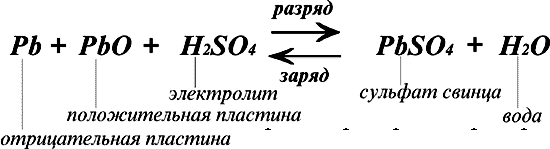 разряд
Pb + PbO + H₂SO₄ PbSO₄ + H₂O
заряд
электролит сульфат свинца
положительная пластина вода
отрицательная пластина